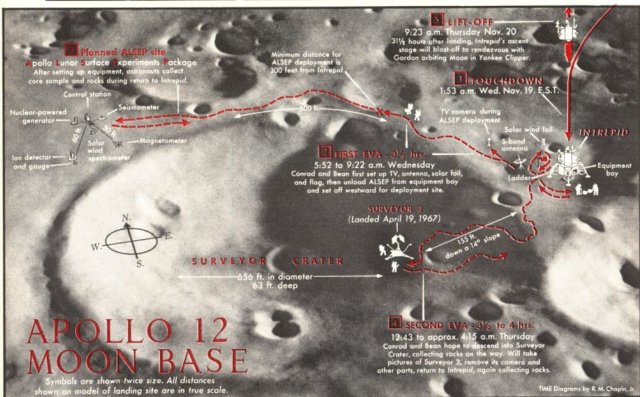 5 LIFT-OFF
9:23 a.m. Thursday Nov. 20
31½ hours after landing, Intrepid's ascent
stage will blast-off to rendezvous with
Gordon orbiting Moon in Yankee Clipper.
1 TOUCHDOWN
1:53 a.m. Wed. Nov. 19. E.S.T.
INTREPID
TV camera during
ALSEP deployment
Solar wind foil
S-band
antenna
Ladder
Equipment
bay
Planned ALSEP site
Apollo Lunar Surface Experiments Package
After setting up equipment, astronauts collect
core sample and rocks during return to Intrepid.
Central station
Nuclear-powered
generator
Seismometer
Magnetometer
Solar
wind
spectrometer
Ion detector
and gauge
60 ft.
Minimum distance for
ALSEP deployment is
300 feet from Intrepid
300 ft.
2 FIRST EVA - 3½ hrs.
5:52 to 9:22 a.m. Wednesday
Conrad and Bean first set up TV, antenna, solar foil,
and flag, then unload ALSEP from equipment bay
and set off westward for deployment site.
SURVEYOR 3
(Landed April 19, 1967)
155 ft.
down a 14° slope
N.
W.
E.
S.
SURVEYOR CRATER
656 ft. in diameter
63 ft. deep
4 SECOND EVA - 3½ to 4 hrs.
12:43 to approx. 4:15 a.m. Thursday
Conrad and Bean hope to descend into Surveyor
Crater, collecting rocks on the way. Will take
pictures of Surveyor 3, remove its camera and
other parts, return to Intrepid, again collecting rocks.
APOLLO 12
MOON BASE
Symbols are shown twice size. All distances
shown on model of landing site are in true scale.
TIME Diagrams by R. M. Chapin, Jr.